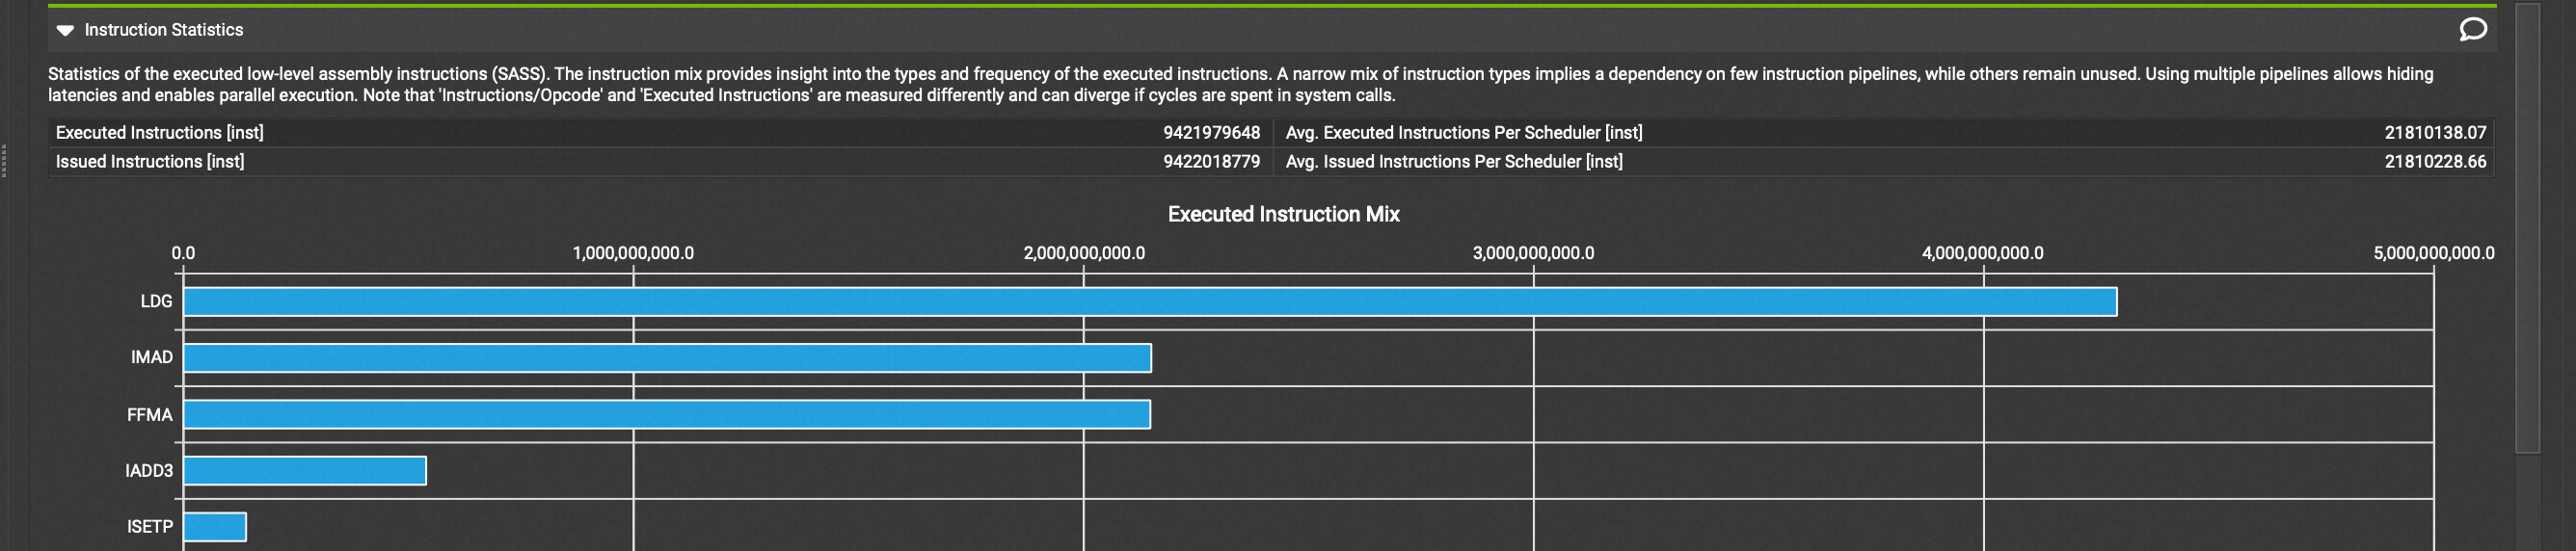 Instruction Statistics
Statistics of the executed low-level assembly instructions (SASS). The instruction mix provides insight into the types and frequency of the executed instructions. A narrow mix of instruction types implies a dependency on few instruction pipelines, while others remain unused. Using multiple pipelines allows hiding
latencies and enables parallel execution. Note that 'Instructions/Opcode' and 'Executed Instructions' are measured differently and can diverge if cycles are spent in system calls.
Executed Instructions [inst] 9421979648 Avg. Executed Instructions Per Scheduler [inst] 21810138.07
Issued Instructions [inst] 9422018779 Avg. Issued Instructions Per Scheduler [inst] 21810228.66
Executed Instruction Mix
0.0 1,000,000,000.0 2,000,000,000.0 3,000,000,000.0 4,000,000,000.0 5,000,000,000.0
LDG
IMAD
FFMA
IADD3
ISETP